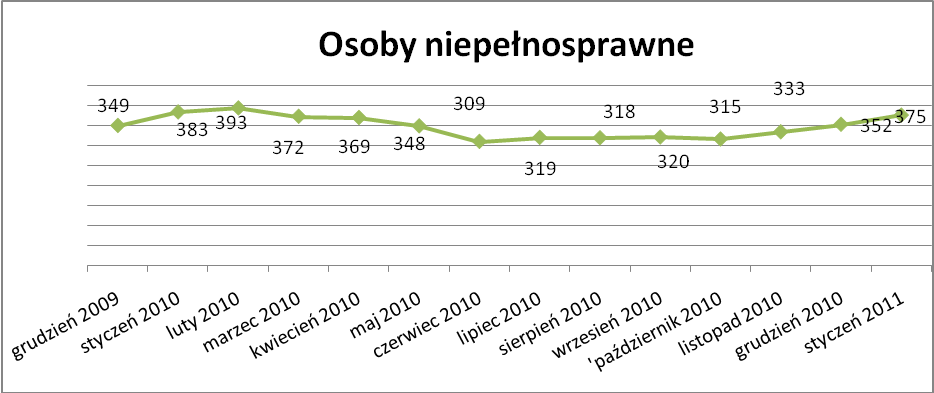 Osoby niepełnosprawne
349
383
393
372
369
348
309
319
318
320
315
333
352
375
grudzień 2009
styczeń 2010
luty 2010
marzec 2010
kwiecień 2010
maj 2010
czerwiec 2010
lipiec 2010
sierpień 2010
wrzesień 2010
'październik 2010
listopad 2010
grudzień 2010
styczeń 2011